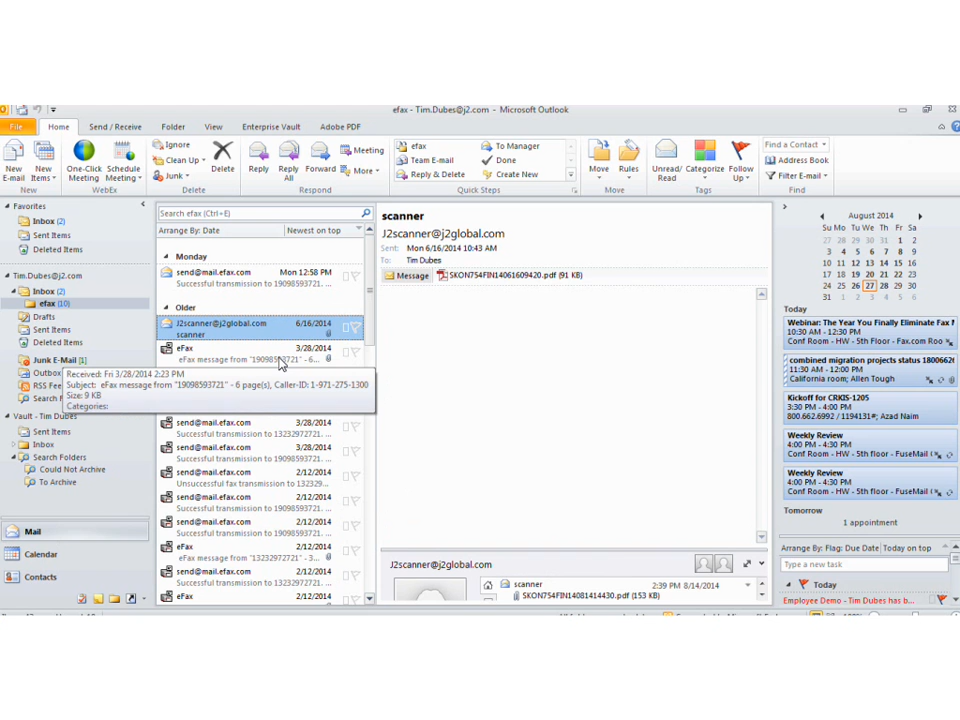 efax - Tim.Dubes@j2.com - Microsoft Outlook
File Home Send / Receive Folder View Enterprise Vault Adobe PDF
New E-mail
New Items
New
One-Click Meeting
Schedule Meeting
WebEx
Ignore
Clean Up
Junk
Delete
Delete
Reply
Reply All
Forward
Meeting
More
Respond
efax
Team E-mail
Reply & Delete
To Manager
Done
Create New
Quick Steps
Move
Rules
Move
Unread/ Read
Categorize
Follow Up
Tags
Find a Contact
Address Book
Filter E-mail
Find
Favorites
Inbox (2)
Sent Items
Deleted Items
Tim.Dubes@j2.com
Inbox (2)
efax (10)
Drafts
Sent Items
Deleted Items
Junk E-Mail [1]
Outbox
RSS Fee
Search
Vault - Tim Dubes
Sent Items
Inbox
Search Folders
Could Not Archive
To Archive
Mail
Calendar
Contacts
Search efax (Ctrl+E)
Arrange By: Date Newest on top
Monday
send@mail.efax.com Mon 12:58 PM
Successful transmission to 19098593721. ...
Older
J2scanner@j2global.com 6/16/2014
scanner
eFax 3/28/2014
eFax message from "19098593721" - 6...
Received: Fri 3/28/2014 2:23 PM
Subject: eFax message from "19098593721" - 6 page(s), Caller-ID: 1-971-275-1300
Size: 9 KB
Categories:
send@mail.efax.com 3/28/2014
Successful transmission to 13232972721. ...
send@mail.efax.com 3/28/2014
Successful transmission to 19098593721. ...
send@mail.efax.com 2/12/2014
Unsuccessful fax transmission to 132329...
send@mail.efax.com 2/12/2014
Successful transmission to 19098593721. ...
send@mail.efax.com 2/12/2014
Successful transmission to 19098593721. ...
eFax 2/12/2014
eFax message from "13232972721" - 3...
send@mail.efax.com 2/12/2014
Successful transmission to 19098593721. ...
eFax 2/12/2014
scanner
J2scanner@j2global.com
Sent: Mon 6/16/2014 10:43 AM
To: Tim Dubes
Message SKON754FIN14061609420.pdf (91 KB)
J2scanner@j2global.com
scanner 2:39 PM 8/14/2014
SKON754FIN14081414430.pdf (153 KB)
August 2014
Su Mo Tu We Th Fr Sa
27 28 29 30 31 1 2
3 4 5 6 7 8 9
10 11 12 13 14 15 16
17 18 19 20 21 22 23
24 25 26 27 28 29 30
31 1 2 3 4 5 6
Today
Webinar: The Year You Finally Eliminate Fax M
10:30 AM - 12:30 PM - Fax.com Roo
combined migration projects status 18006626
11:30 AM - 12:00 PM
California room; Allen Tough
Kickoff for CRKIS-1205
3:30 PM - 4:00 PM
800.662.6992 / 1194131#; Azad Naim
Weekly Review
4:00 PM - 4:30 PM
Conf Room - HW - 5th floor - FuseMail
Weekly Review
4:00 PM - 4:30 PM
Conf Room - HW - 5th floor - FuseMail
Tomorrow
1 appointment
Arrange By: Flag: Due Date Today on top
Type a new task
Today
Employee Demo - Tim Dubes has b...